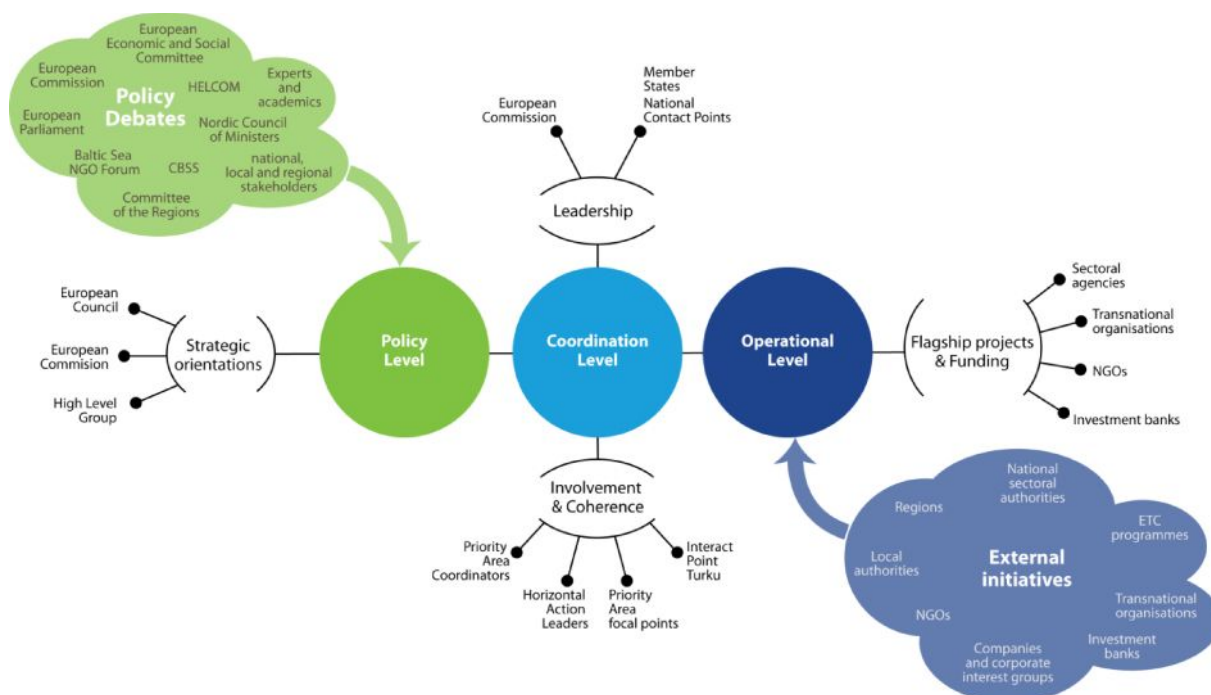 European
Economic and Social
Committee
European
Commission
HELCOM
Experts
and
academics
Policy
Debates
European
Parliament
Nordic Council
of Ministers
Baltic Sea
NGO Forum
CBSS
national,
local and regional
stakeholders
Committee
of the Regions
European
Commission
Member
States
National
Contact Points
Leadership
European
Council
European
Commision
High Level
Group
Strategic
orientations
Policy
Level
Coordination
Level
Operational
Level
Flagship projects
& Funding
Sectoral
agencies
Transnational
organisations
NGOs
Investment banks
Involvement
& Coherence
Priority
Area
Coordinators
Horizontal
Action
Leaders
Priority
Area
focal points
Interact
Point
Turku
National
sectoral
authorities
Regions
ETC
programmes
Local
authorities
External
initiatives
Transnational
organisations
NGOs
Investment
banks
Companies
and corporate
interest groups